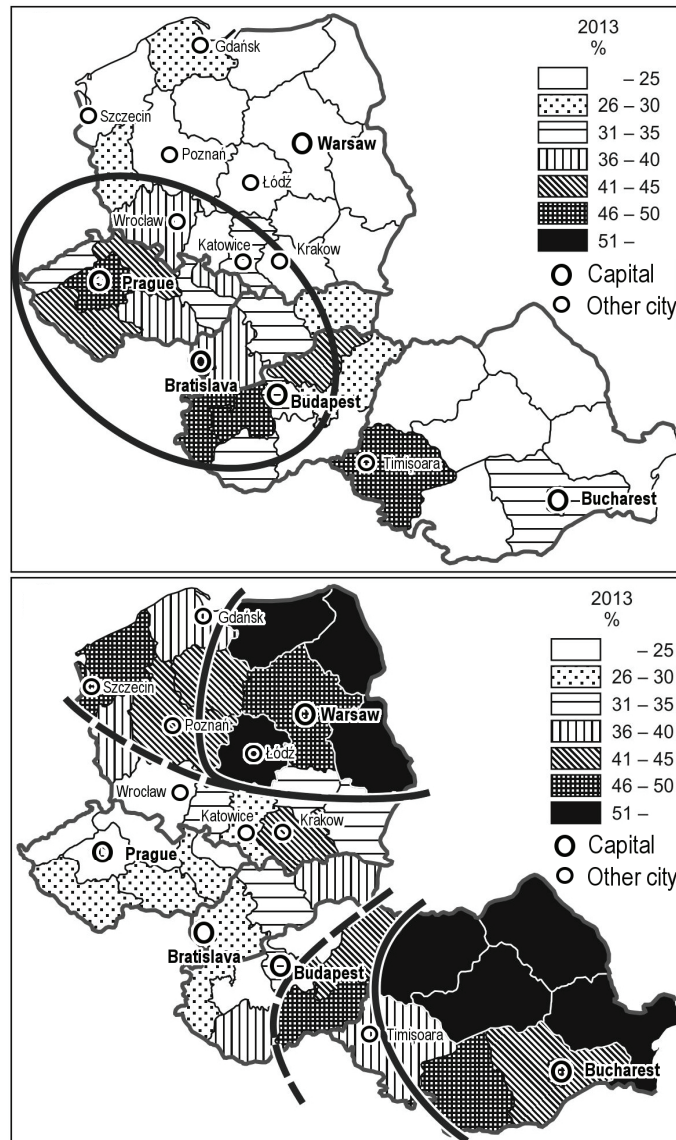 2013
%
– 25
26 – 30
31 – 35
36 – 40
41 – 45
46 – 50
51 –
Capital
Other city
Gdańsk
Szczecin
Warsaw
Poznań
Łódź
Wrocław
Katowice
Krakow
Prague
Bratislava
Budapest
Timișoara
Bucharest
2013
%
– 25
26 – 30
31 – 35
36 – 40
41 – 45
46 – 50
51 –
Capital
Other city
Gdańsk
Szczecin
Warsaw
Poznań
Łódź
Wrocław
Katowice
Krakow
Prague
Bratislava
Budapest
Timisoara
Bucharest